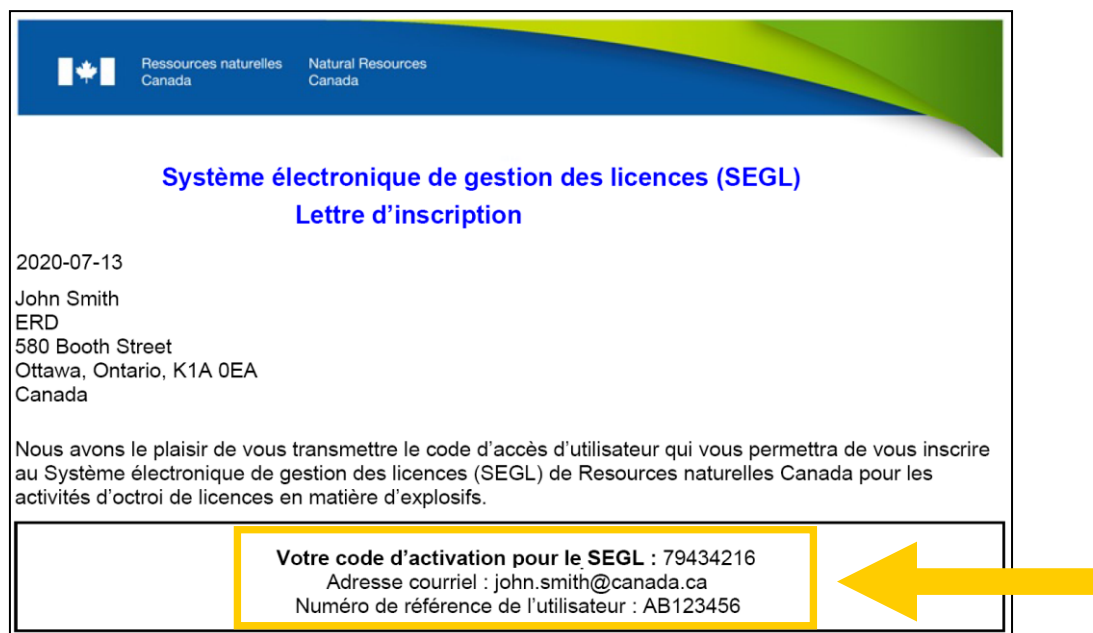 Ressources naturelles Natural Resources
Canada Canada
Système électronique de gestion des licences (SEGL)
Lettre d'inscription
2020-07-13
John Smith
ERD
580 Booth Street
Ottawa, Ontario, K1A 0EA
Canada
Nous avons le plaisir de vous transmettre le code d'accès d'utilisateur qui vous permettra de vous inscrire
au Système électronique de gestion des licences (SEGL) de Resources naturelles Canada pour les
activités d'octroi de licences en matière d'explosifs.
Votre code d'activation pour le SEGL : 79434216
Adresse courriel : john.smith@canada.ca
Numéro de référence de l'utilisateur : AB123456